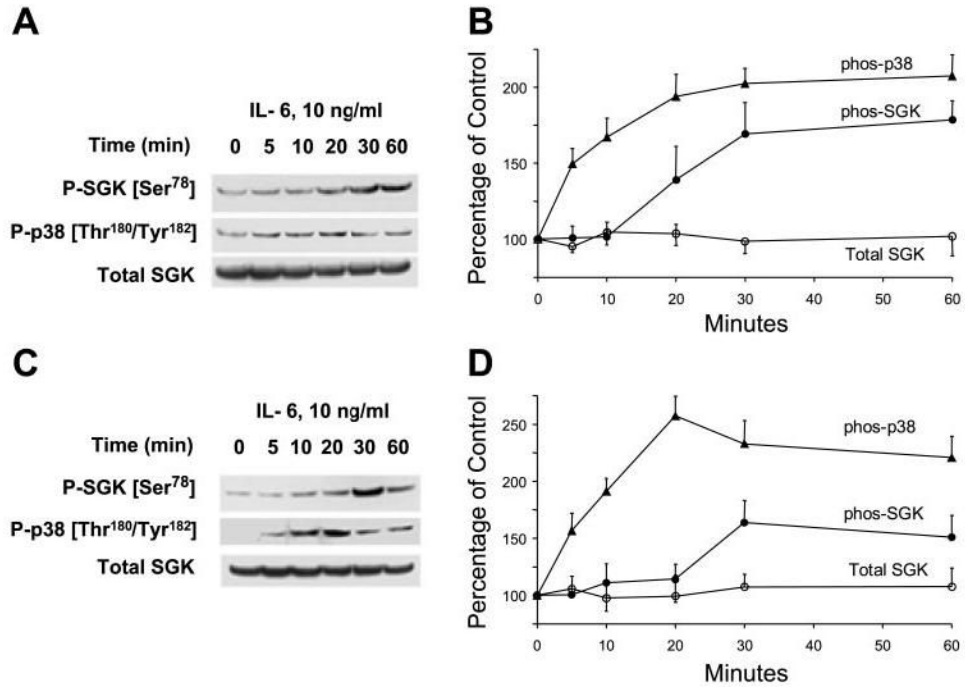 A
IL- 6, 10 ng/ml
Time (min) 0 5 10 20 30 60
P-SGK [Ser⁷⁸]
P-p38 [Thr¹⁸⁰/Tyr¹⁸²]
Total SGK
B
Percentage of Control
200
150
100
phos-p38
phos-SGK
Total SGK
0 10 20 30 40 50 60
Minutes
C
IL- 6, 10 ng/ml
Time (min) 0 5 10 20 30 60
P-SGK [Ser⁷⁸]
P-p38 [Thr¹⁸⁰/Tyr¹⁸²]
Total SGK
D
Percentage of Control
250
200
150
100
phos-p38
phos-SGK
Total SGK
0 10 20 30 40 50 60
Minutes